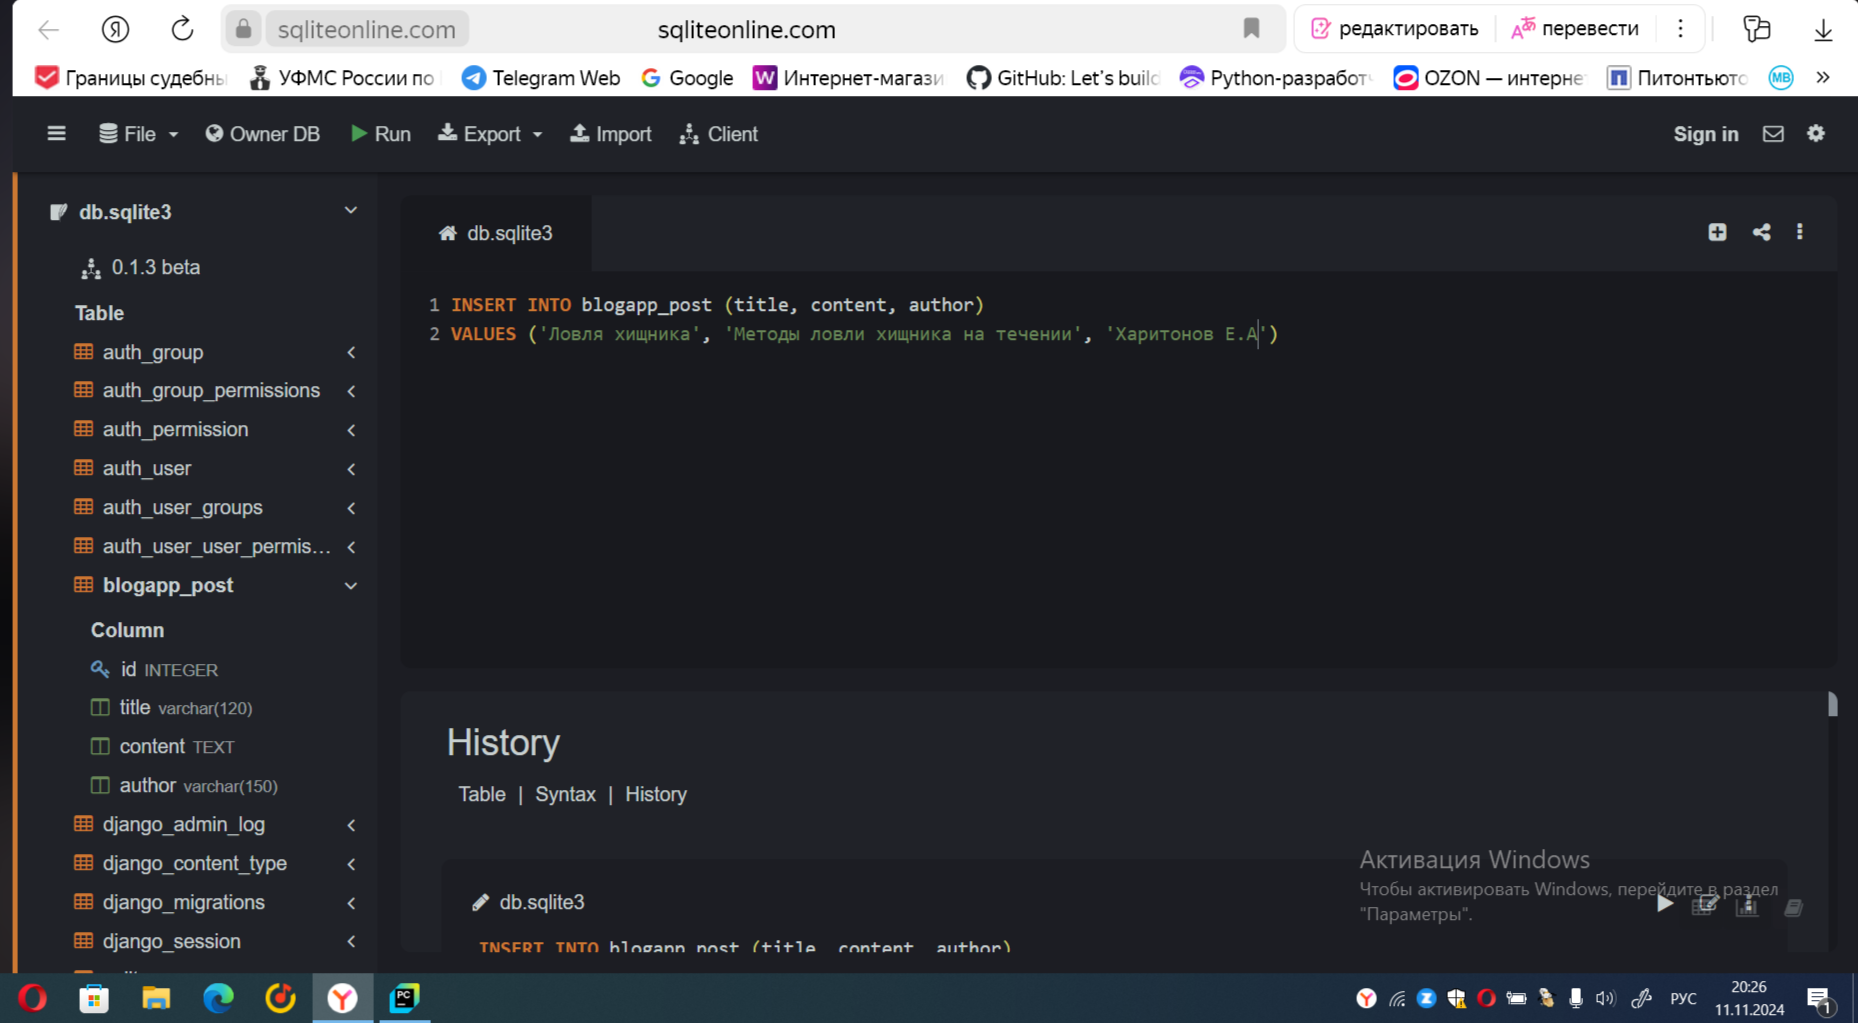 sqliteonline.com
sqliteonline.com
редактировать
перевести
Границы судебны
УФМС России по
Telegram Web
Google
Интернет-магази
GitHub: Let's build
Python-разработч
OZON — интерне
Питонтьюто
MB
»
File
Owner DB
Run
Export
Import
Client
Sign in
db.sqlite3
0.1.3 beta
Table
auth_group
auth_group_permissions
auth_permission
auth_user
auth_user_groups
auth_user_user_permis...
blogapp_post
Column
id INTEGER
title varchar(120)
content TEXT
author varchar(150)
django_admin_log
django_content_type
django_migrations
django_session
db.sqlite3
1 INSERT INTO blogapp_post (title, content, author)
2 VALUES ('Ловля хищника', 'Методы ловли хищника на течении', 'Харитонов Е.А')
History
Table | Syntax | History
db.sqlite3
INSERT INTO blogapp_post (title, content, author)
Активация Windows
Чтобы активировать Windows, перейдите в раздел
"Параметры".
РУС
20:26
11.11.2024
1